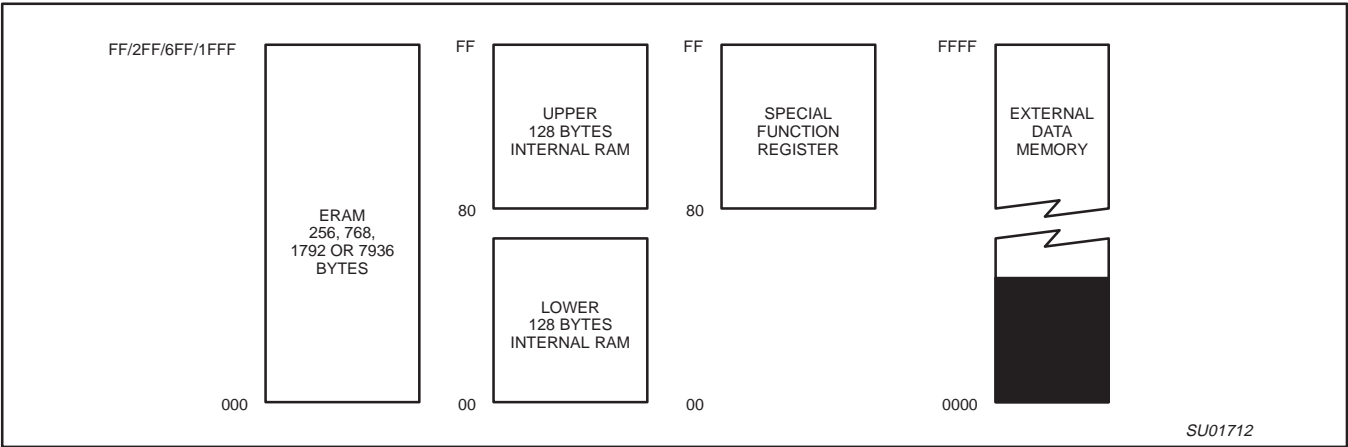 FF/2FF/6FF/1FFF
ERAM
256, 768,
1792 OR 7936
BYTES
000
FF
UPPER
128 BYTES
INTERNAL RAM
80
LOWER
128 BYTES
INTERNAL RAM
00
FF
SPECIAL
FUNCTION
REGISTER
80
00
FFFF
EXTERNAL
DATA
MEMORY
0000
SU01712